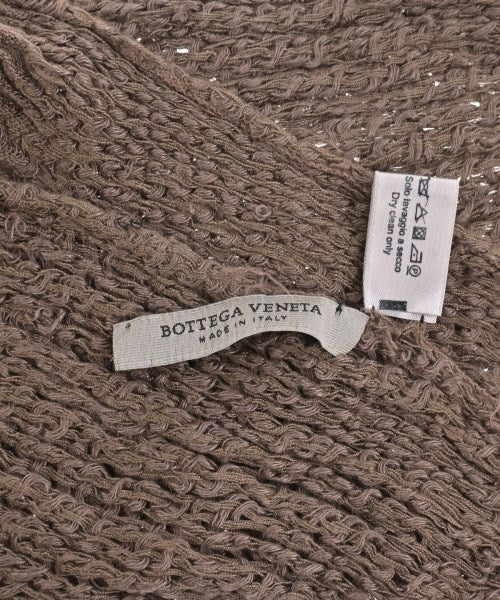 BOTTEGA VENETA
MADE IN ITALY
Solo lavaggio a secco
Dry clean only